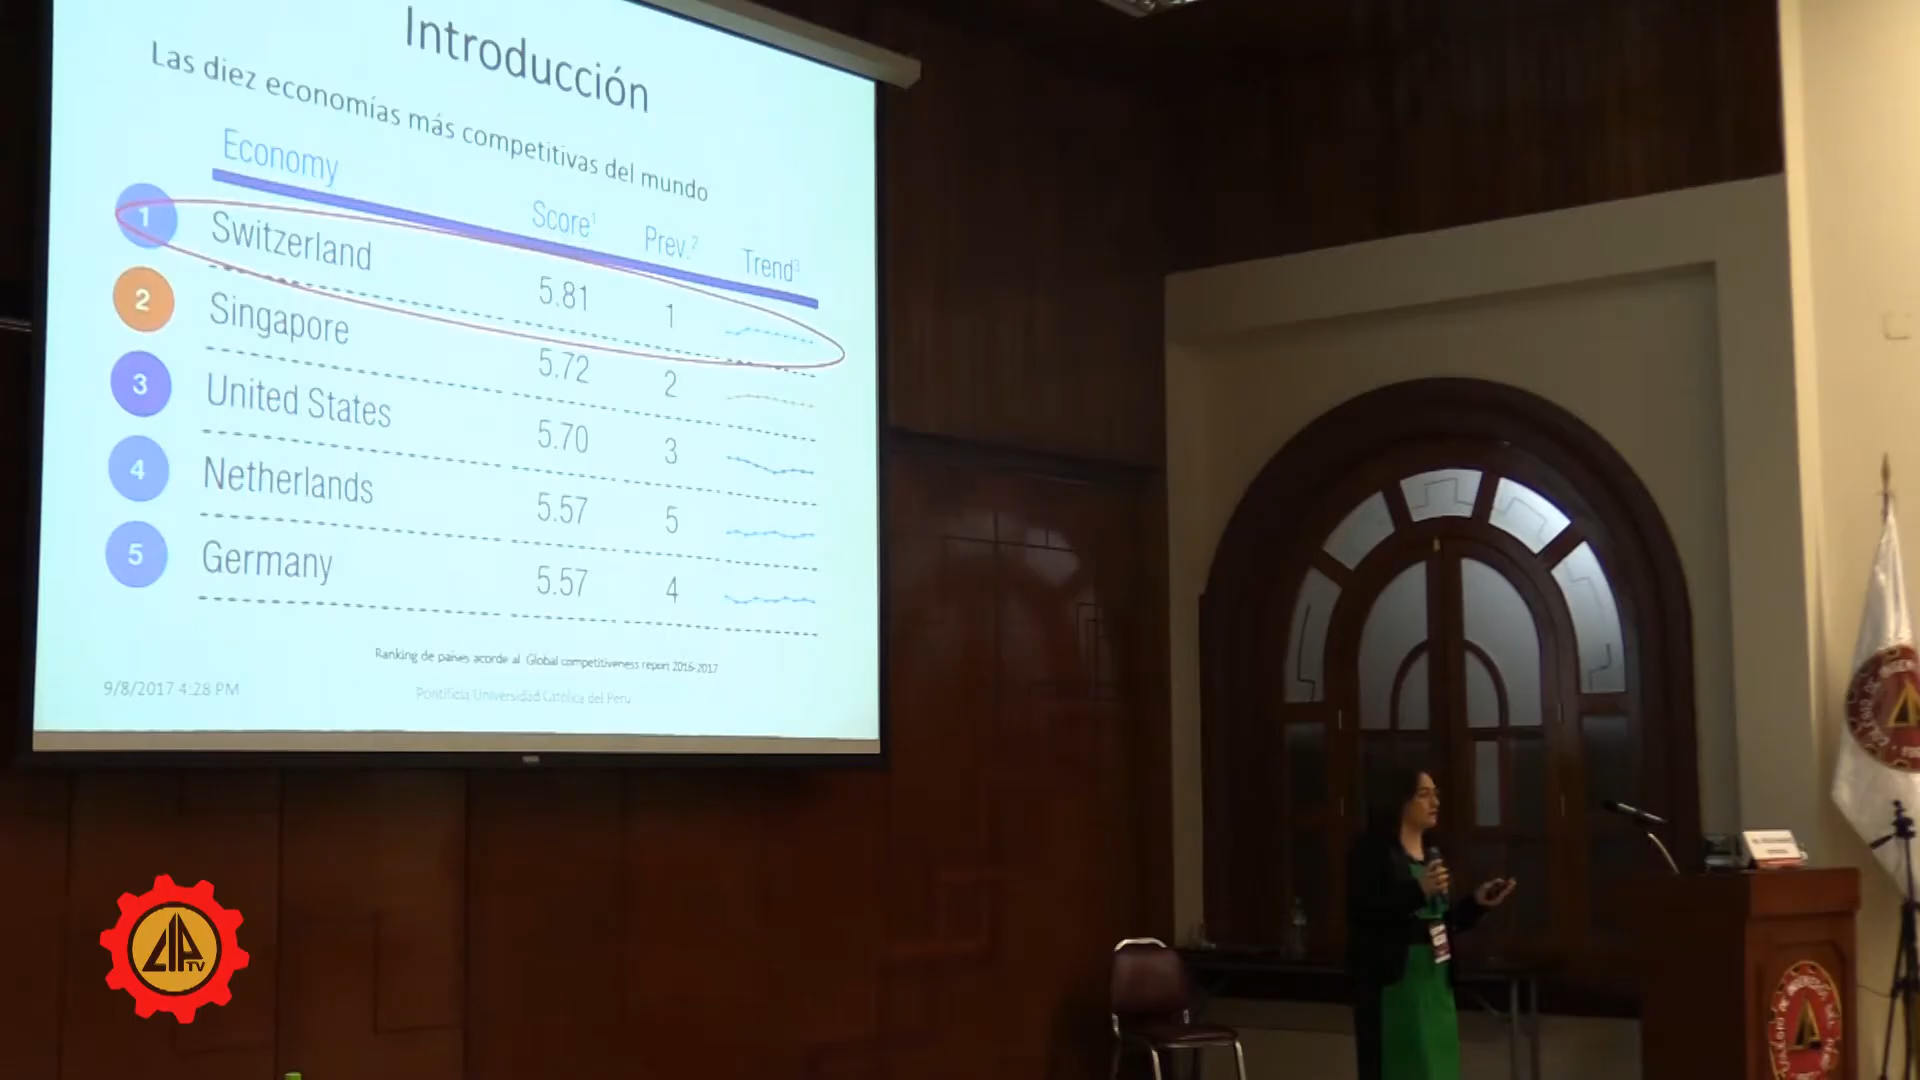 Introducción
Las diez economías más competitivas del mundo
Economy Score¹ Prev.² Trend³
1 Switzerland 5.81 1
2 Singapore 5.72 2
3 United States 5.70 3
4 Netherlands 5.57 5
5 Germany 5.57 4
Ranking de países acorde al Global competitiveness report 2016-2017
9/8/2017 4:28 PM Pontificia Universidad Católica del Peru
CIP TV